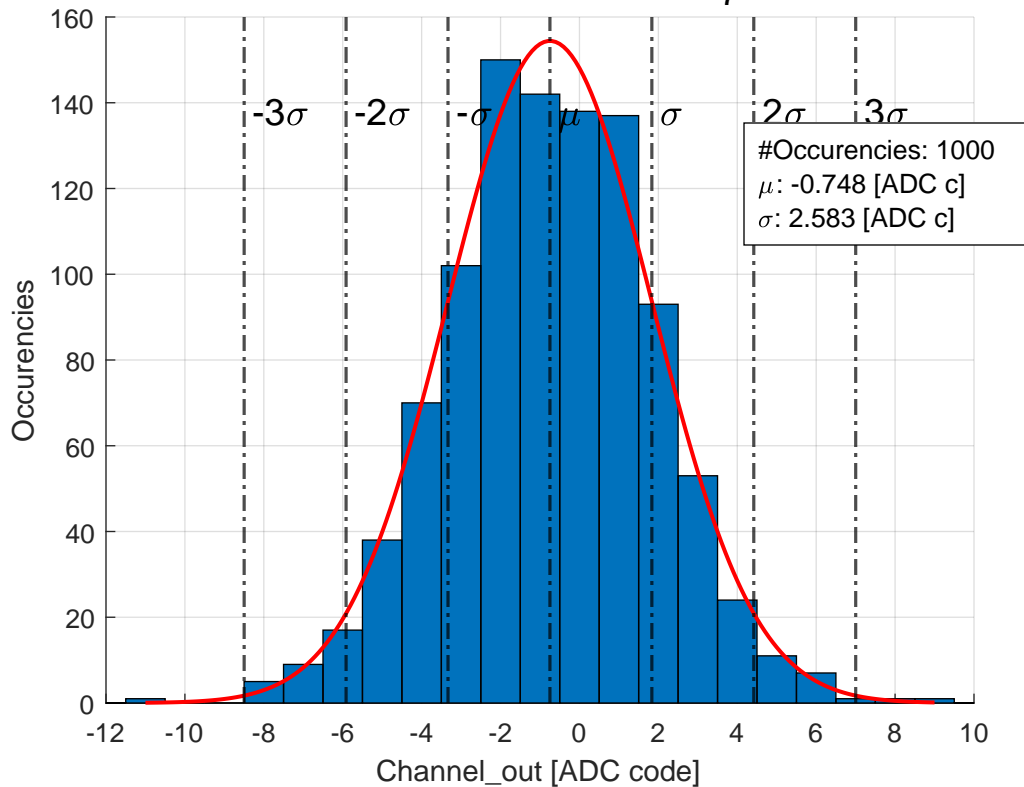 160
140
120
100
80
60
40
20
0
-3σ
-2σ
-σ
μ
σ
2σ
3σ
#Occurencies: 1000
μ: -0.748 [ADC c]
σ: 2.583 [ADC c]
Occurencies
-12 -10 -8 -6 -4 -2 0 2 4 6 8 10
Channel_out [ADC code]